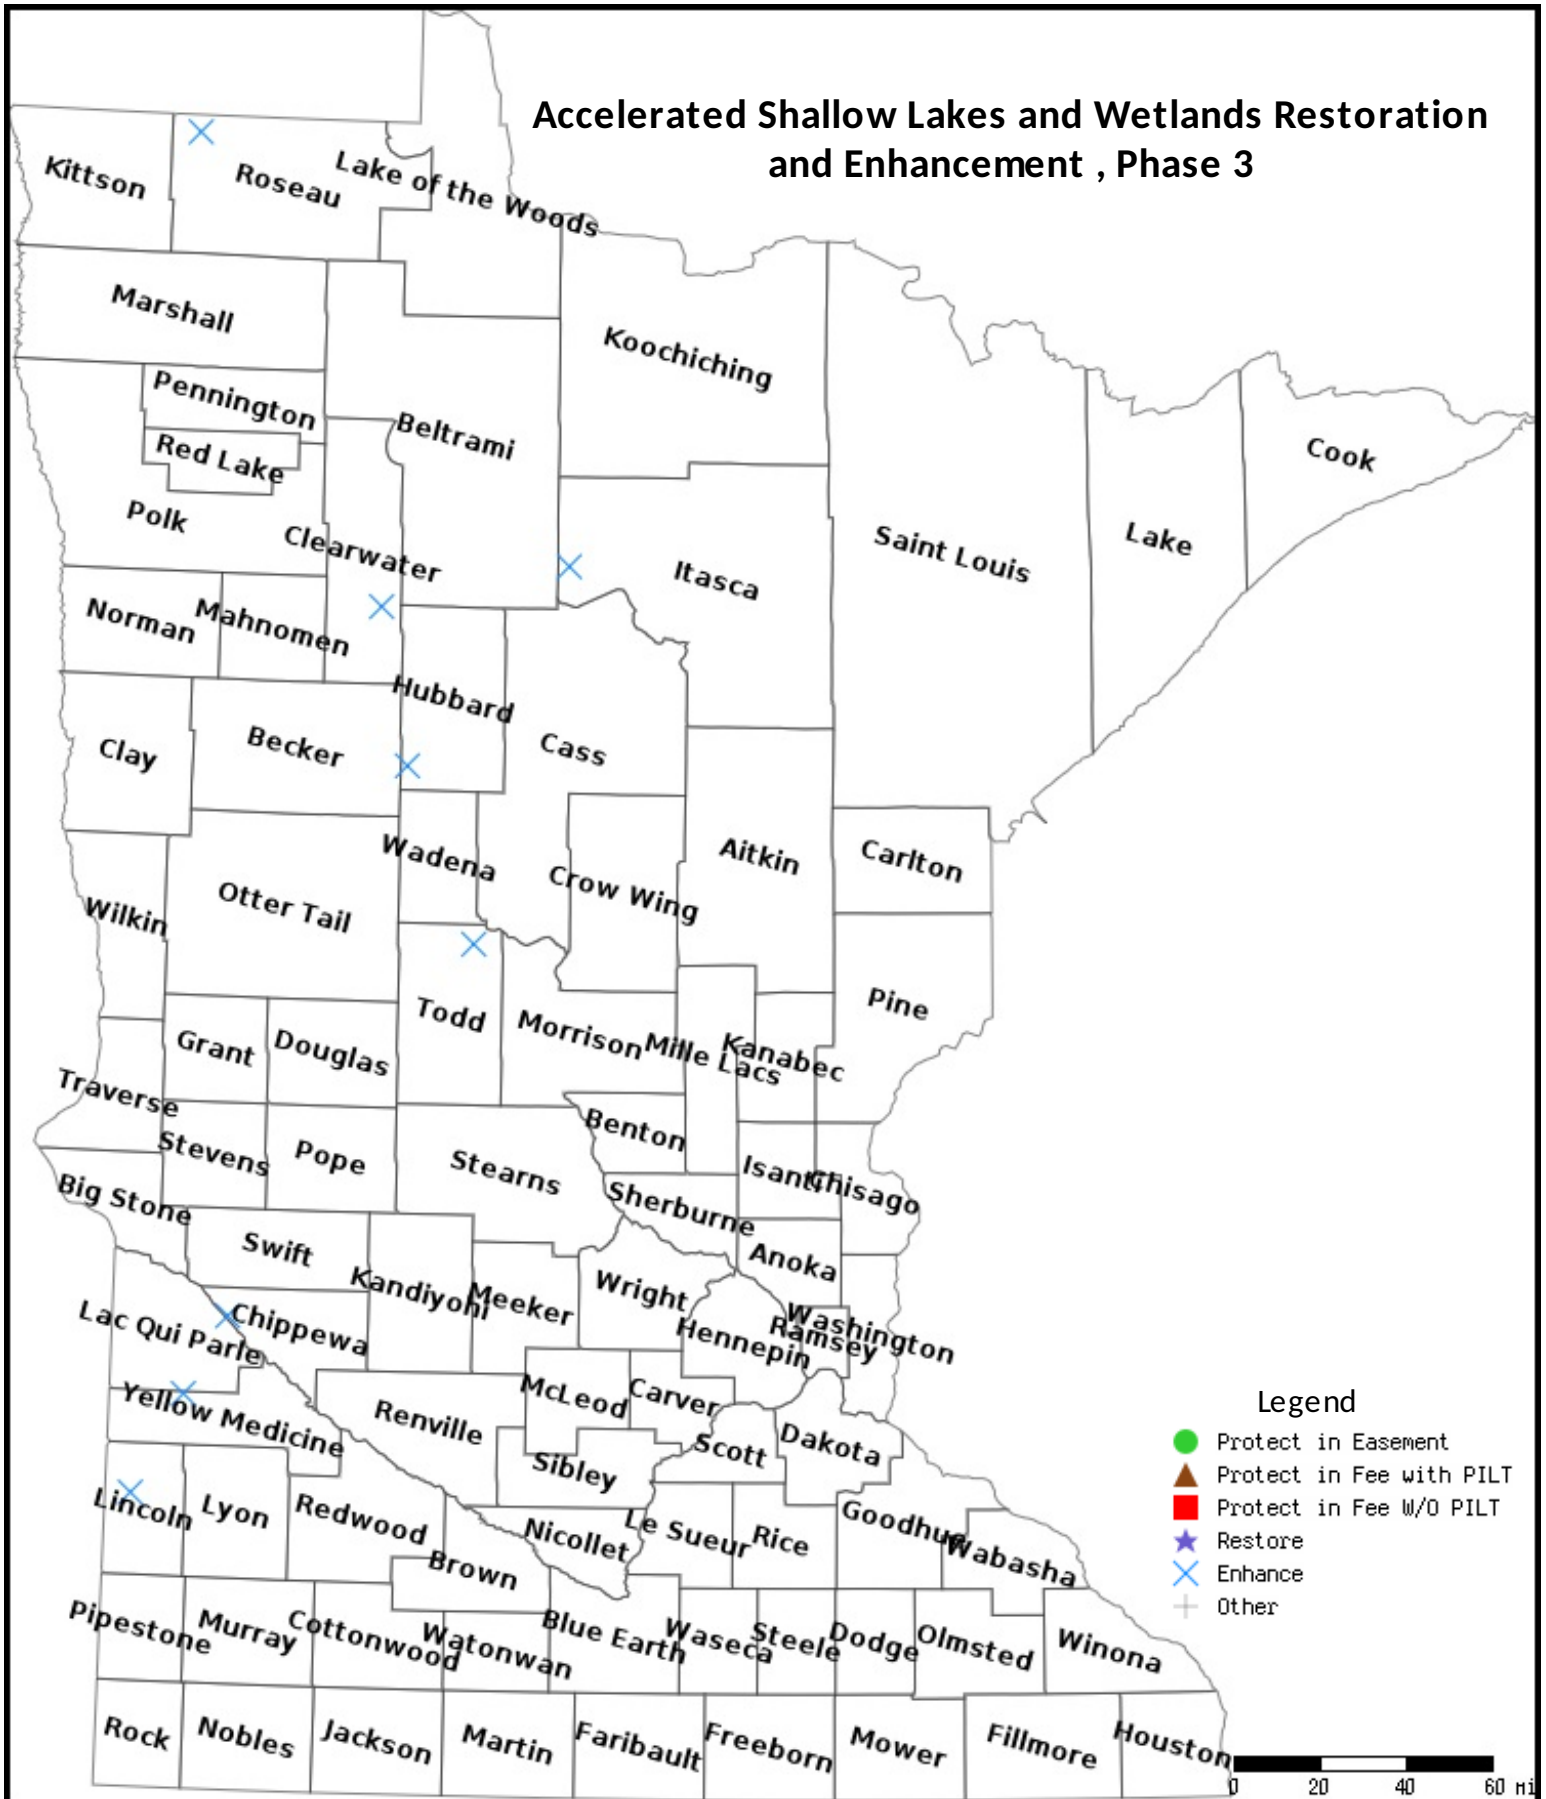 Accelerated Shallow Lakes and Wetlands Restoration
and Enhancement , Phase 3
Kittson
Roseau
Lake of the Woods
Marshall
Koochiching
Pennington
Beltrami
Red Lake
Cook
Polk
Clearwater
Saint Louis
Lake
Itasca
Norman
Mahnomen
Hubbard
Clay
Becker
Cass
Wadena
Aitkin
Carlton
Otter Tail
Crow Wing
Wilkin
Todd
Pine
Morrison
Mille Lacs
Kanabec
Grant
Douglas
Traverse
Benton
Stevens
Pope
Stearns
Isanti
Chisago
Big Stone
Sherburne
Swift
Anoka
Kandiyohi
Meeker
Wright
Lac Qui Parle
Chippewa
Hennepin
Ramsey
Washington
Yellow Medicine
McLeod
Carver
Renville
Scott
Dakota
Sibley
Lincoln
Lyon
Redwood
Nicollet
Le Sueur
Rice
Goodhue
Wabasha
Brown
Pipestone
Murray
Cottonwood
Watonwan
Blue Earth
Waseca
Steele
Dodge
Olmsted
Winona
Rock
Nobles
Jackson
Martin
Faribault
Freeborn
Mower
Fillmore
Houston
Legend
Protect in Easement
Protect in Fee with PILT
Protect in Fee W/O PILT
Restore
Enhance
Other
0 20 40 60 mi